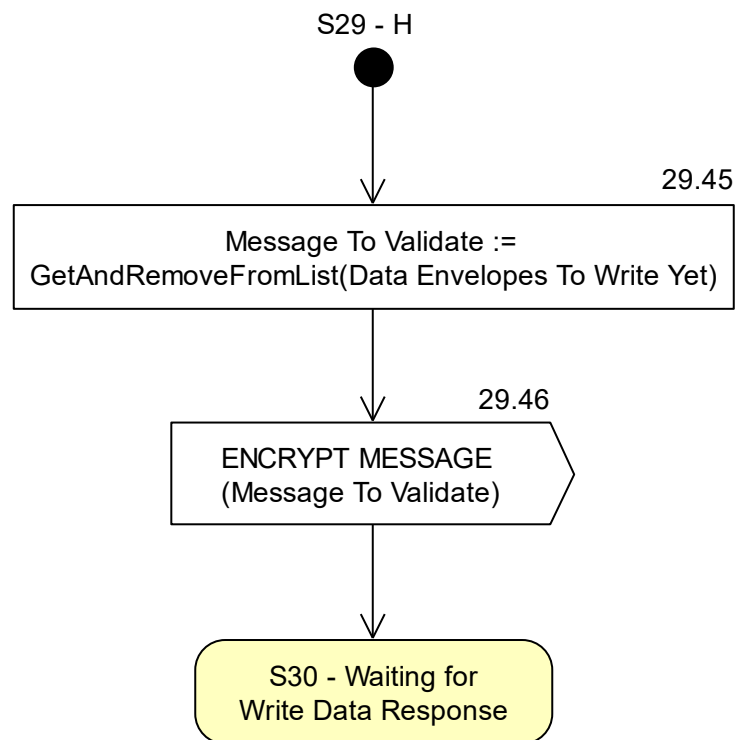 S29 - H
29.45
Message To Validate :=
GetAndRemoveFromList(Data Envelopes To Write Yet)
29.46
ENCRYPT MESSAGE
(Message To Validate)
S30 - Waiting for
Write Data Response